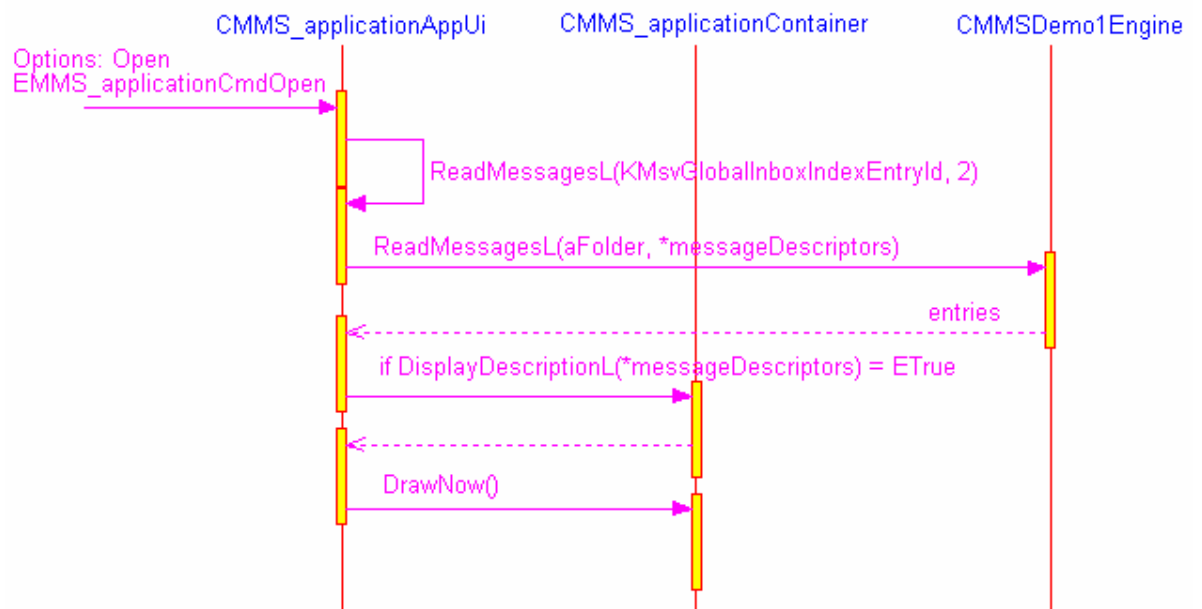 CMMS_applicationAppUi
CMMS_applicationContainer
CMMSDemo1Engine
Options: Open
EMMS_applicationCmdOpen
ReadMessagesL(KMsvGlobalInboxIndexEntryId, 2)
ReadMessagesL(aFolder, *messageDescriptors)
entries
if DisplayDescriptionL(*messageDescriptors) = ETrue
DrawNow()